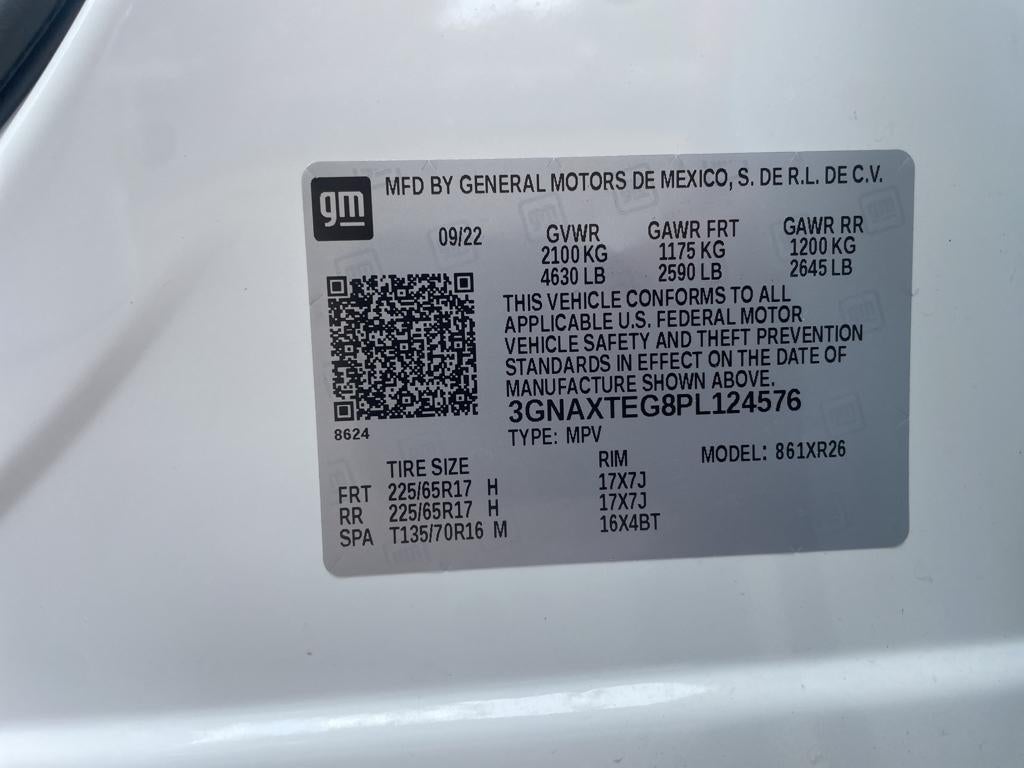 gm
MFD BY GENERAL MOTORS DE MEXICO, S. DE R.L. DE C.V.
09/22 GVWR GAWR FRT GAWR RR
2100 KG 1175 KG 1200 KG
4630 LB 2590 LB 2645 LB
THIS VEHICLE CONFORMS TO ALL
APPLICABLE U.S. FEDERAL MOTOR
VEHICLE SAFETY AND THEFT PREVENTION
STANDARDS IN EFFECT ON THE DATE OF
MANUFACTURE SHOWN ABOVE.
3GNAXTEG8PL124576
8624
TYPE: MPV
MODEL: 861XR26
TIRE SIZE RIM
FRT 225/65R17 H 17X7J
RR 225/65R17 H 17X7J
SPA T135/70R16 M 16X4BT